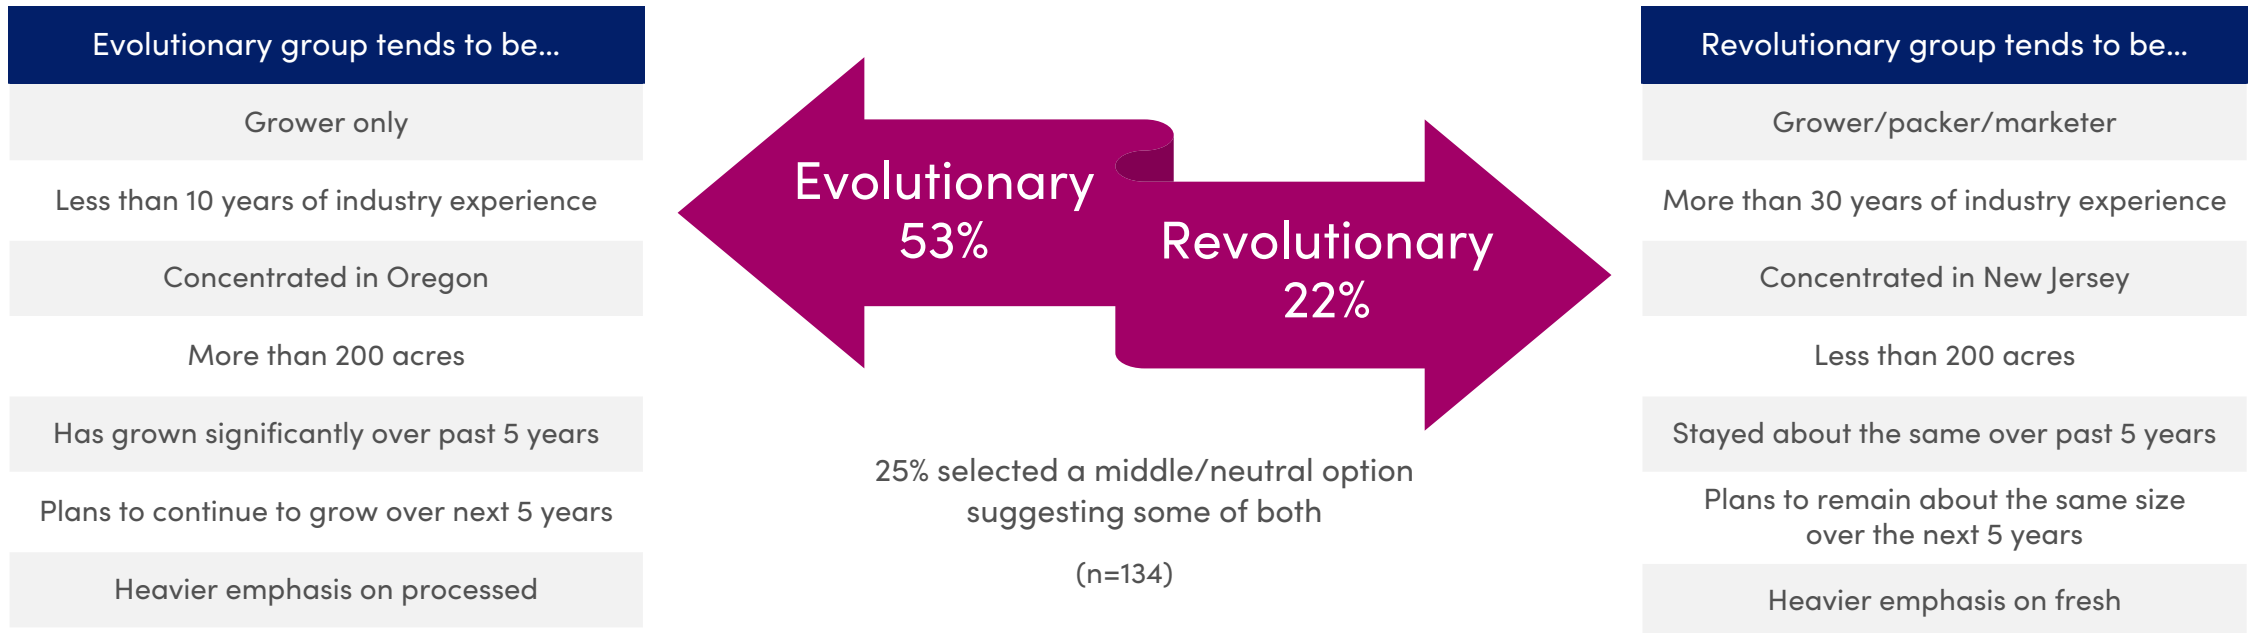 Evolutionary group tends to be...
Grower only
Less than 10 years of industry experience
Concentrated in Oregon
More than 200 acres
Has grown significantly over past 5 years
Plans to continue to grow over next 5 years
Heavier emphasis on processed
Evolutionary
53%
Revolutionary
22%
25% selected a middle/neutral option
suggesting some of both
(n=134)
Revolutionary group tends to be...
Grower/packer/marketer
More than 30 years of industry experience
Concentrated in New Jersey
Less than 200 acres
Stayed about the same over past 5 years
Plans to remain about the same size
over the next 5 years
Heavier emphasis on fresh